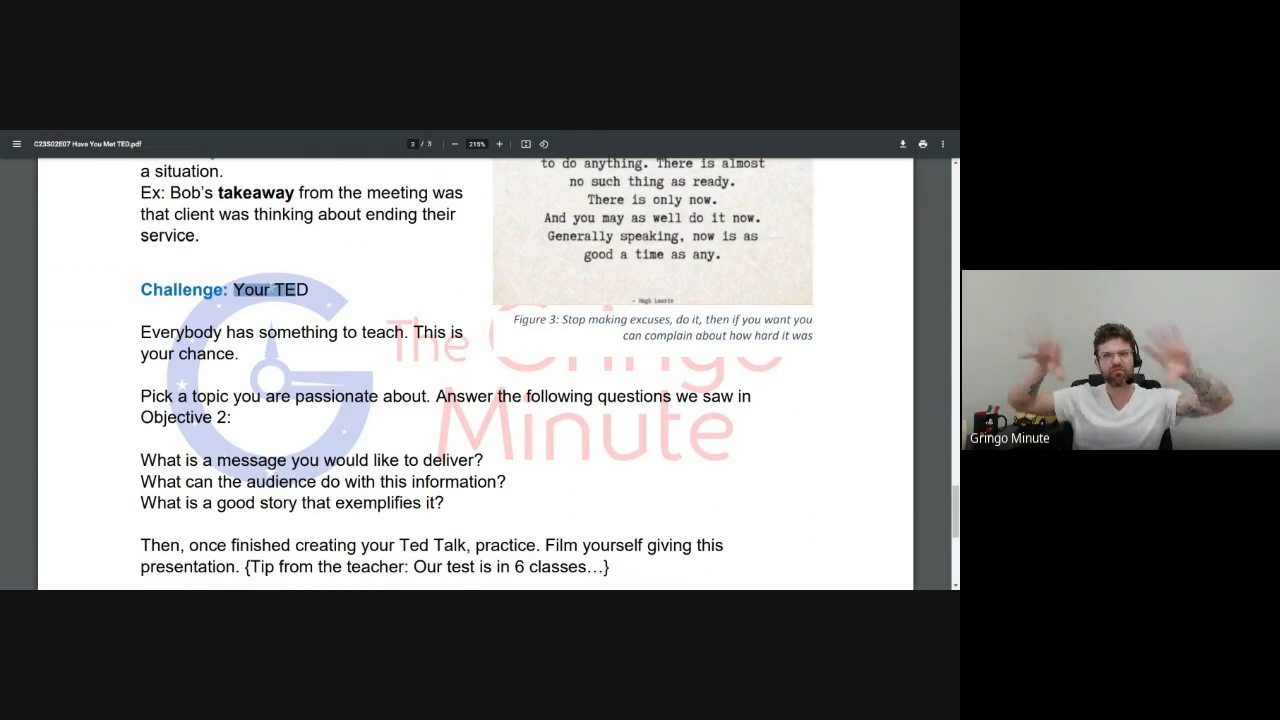 C23S02E07 Have You Met TED.pdf
3 / 3
215%
a situation.
Ex: Bob's takeaway from the meeting was
that client was thinking about ending their
service.
to do anything. There is almost
no such thing as ready.
There is only now.
And you may as well do it now.
Generally speaking, now is as
good a time as any.
- Hugh Laurie
Figure 3: Stop making excuses, do it, then if you want you
can complain about how hard it was
Challenge: Your TED
Everybody has something to teach. This is
your chance.
Pick a topic you are passionate about. Answer the following questions we saw in
Objective 2:
What is a message you would like to deliver?
What can the audience do with this information?
What is a good story that exemplifies it?
Then, once finished creating your Ted Talk, practice. Film yourself giving this
presentation. {Tip from the teacher: Our test is in 6 classes…}
The Gringo
Minute
Gringo Minute